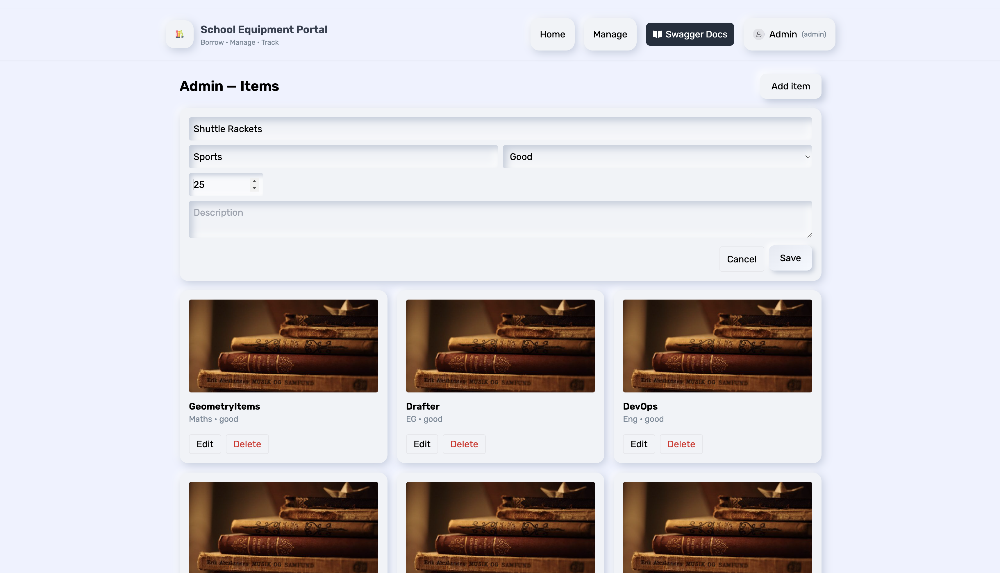 School Equipment Portal
Borrow • Manage • Track
Home
Manage
Swagger Docs
Admin (admin)
Admin — Items
Add item
Shuttle Rackets
Sports
Good
25
Description
Cancel
Save
Erik Abrahamsen: MUSIK OG SAMFUND
Erik Abrahamsen: MUSIK OG SAMFUND
Erik Abrahamsen: MUSIK OG SAMFUND
GeometryItems
Drafter
DevOps
Maths • good
EG • good
Eng • good
Edit
Delete
Edit
Delete
Edit
Delete
Erik Abrahamsen: MUSIK OG SAMFUND
Erik Abrahamsen: MUSIK OG SAMFUND
Erik Abrahamsen: MUSIK OG SAMFUND